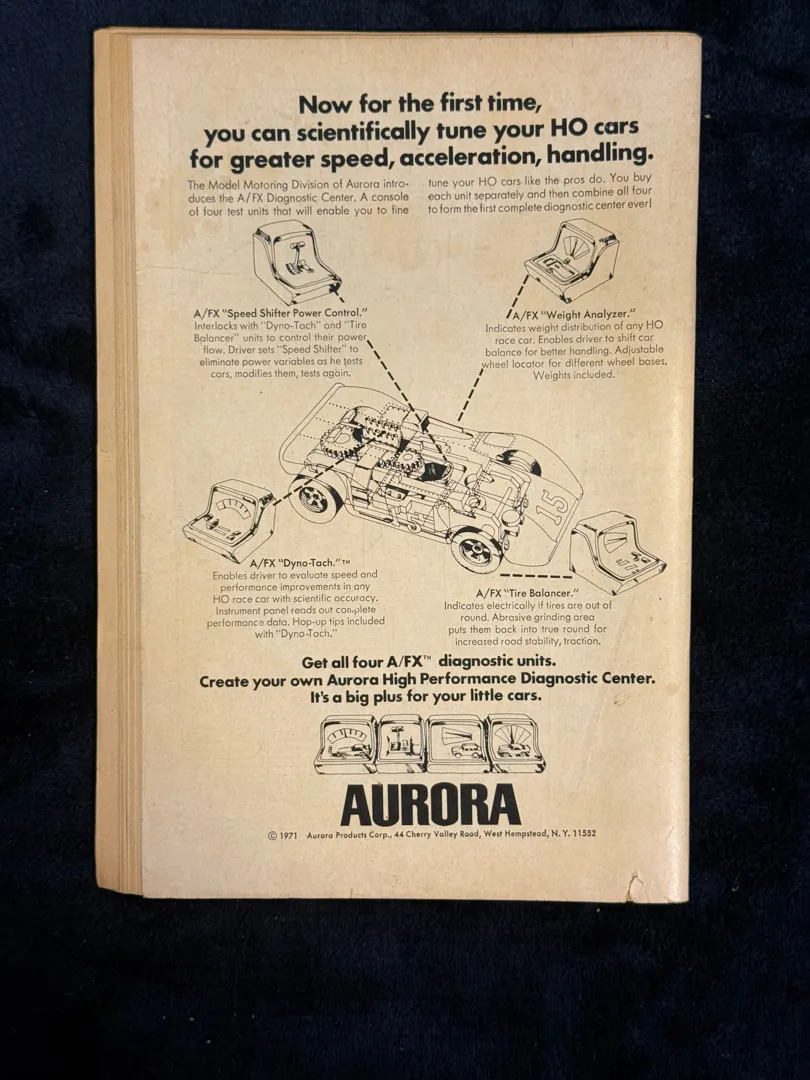 Now for the first time,
you can scientifically tune your HO cars
for greater speed, acceleration, handling.
The Model Motoring Division of Aurora intro-
duces the A/FX Diagnostic Center. A console
of four test units that will enable you to fine
tune your HO cars like the pros do. You buy
each unit separately and then combine all four
to form the first complete diagnostic center ever!
A/FX "Speed Shifter Power Control."
Interlocks with "Dyno-Tach" and "Tire
Balancer" units to control their power
flow. Driver sets "Speed Shifter" to
eliminate power variables as he tests
cars, modifies them, tests again.
A/FX "Weight Analyzer."
Indicates weight distribution of any HO
race car. Enables driver to shift car
balance for better handling. Adjustable
wheel locator for different wheel bases.
Weights included.
15
A/FX "Dyno-Tach."™
Enables driver to evaluate speed and
performance improvements in any
HO race car with scientific accuracy.
Instrument panel reads out complete
performance data. Hop-up tips included
with "Dyno-Tach."
A/FX "Tire Balancer."
Indicates electrically if tires are out of
round. Abrasive grinding area
puts them back into true round for
increased road stability, traction.
Get all four A/FX™ diagnostic units.
Create your own Aurora High Performance Diagnostic Center.
It's a big plus for your little cars.
AURORA
© 1971 Aurora Products Corp., 44 Cherry Valley Road, West Hempstead, N. Y. 11552